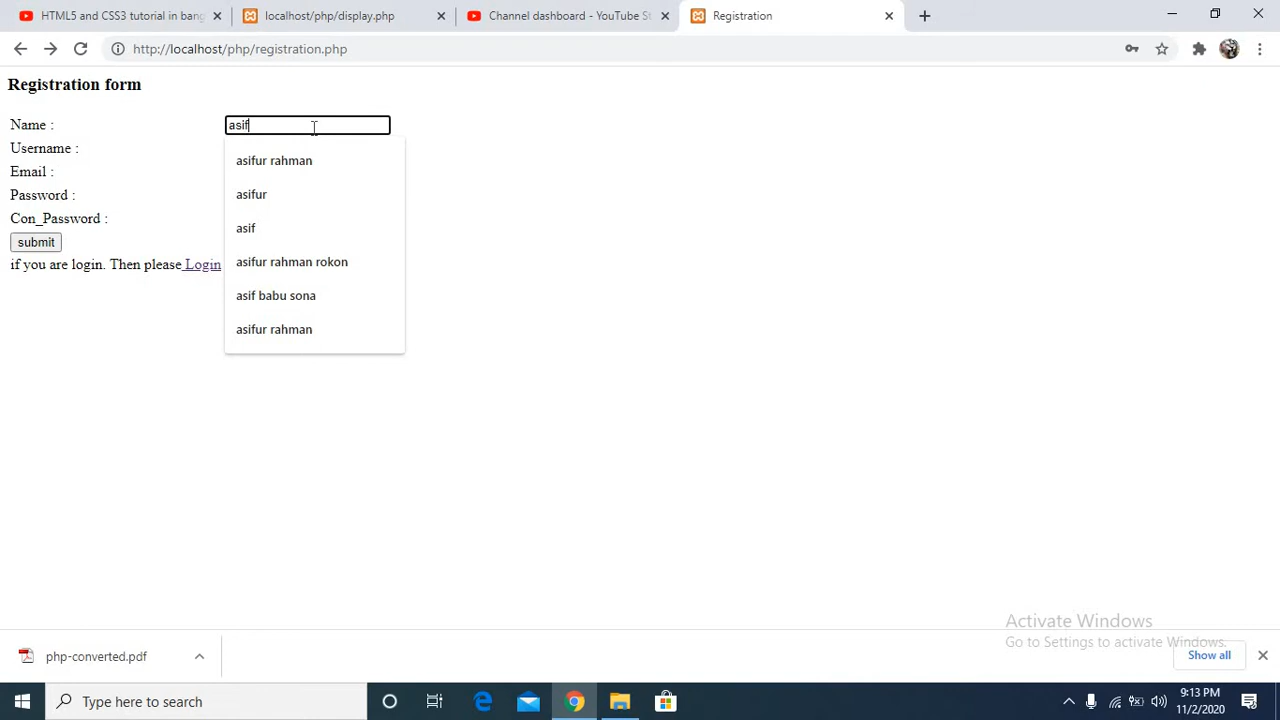 HTML5 and CSS3 tutorial in bang
localhost/php/display.php
Channel dashboard - YouTube St
Registration
http://localhost/php/registration.php
Registration form
Name :
asif
Username :
Email :
Password :
Con_Password :
submit
if you are login. Then please Login
asifur rahman
asifur
asif
asifur rahman rokon
asif babu sona
asifur rahman
Activate Windows
Go to Settings to activate Windows.
php-converted.pdf
Show all
Type here to search
9:13 PM
11/2/2020